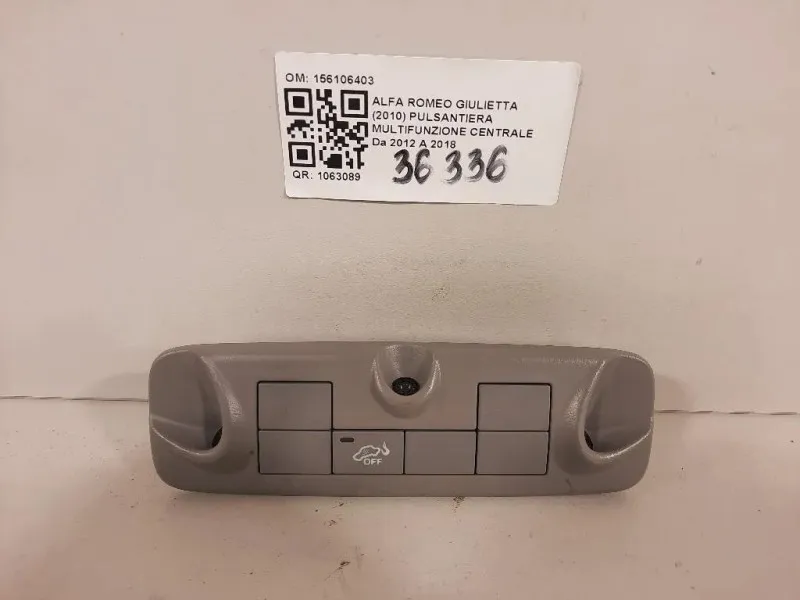 OM: 156106403
ALFA ROMEO GIULIETTA
(2010) PULSANTIERA
MULTIFUNZIONE CENTRALE
Da 2012 A 2018
QR: 1063089
36 336
OFF